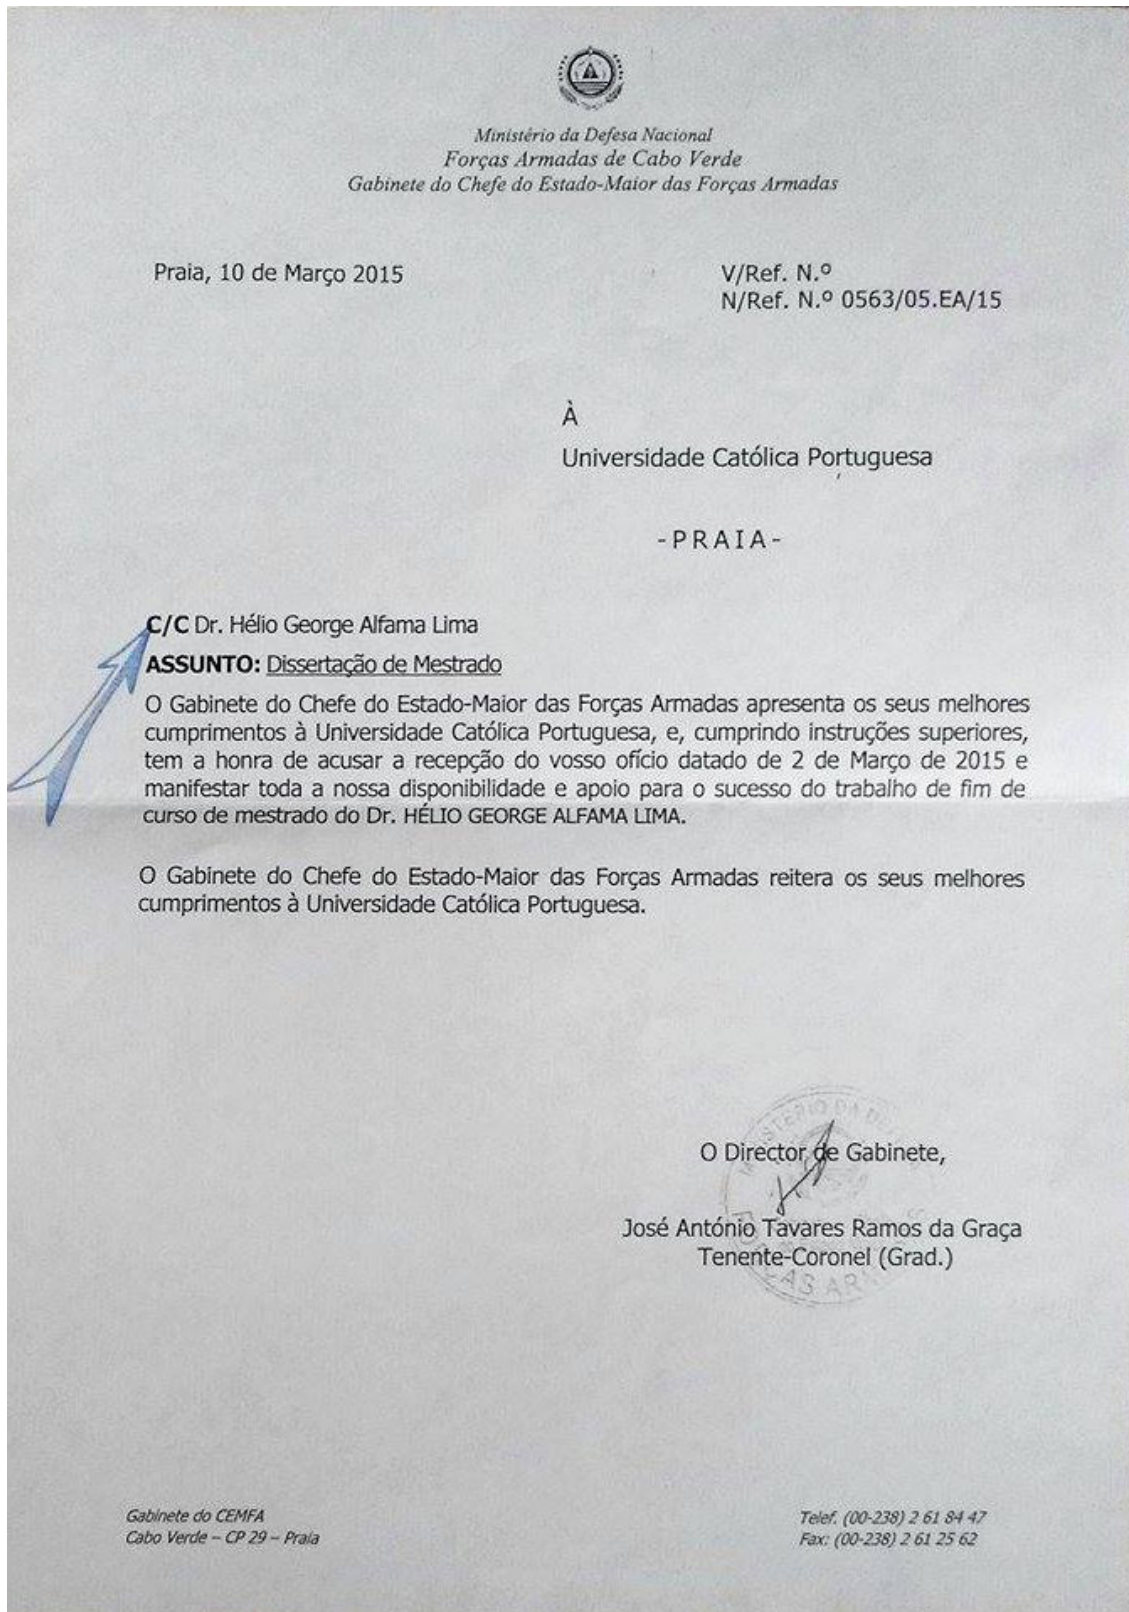 Ministério da Defesa Nacional
Forças Armadas de Cabo Verde
Gabinete do Chefe do Estado-Maior das Forças Armadas
Praia, 10 de Março 2015
V/Ref. N.º
N/Ref. N.º 0563/05.EA/15
À
Universidade Católica Portuguesa
-PRAIA-
C/C Dr. Hélio George Alfama Lima
ASSUNTO: Dissertação de Mestrado
O Gabinete do Chefe do Estado-Maior das Forças Armadas apresenta os seus melhores
cumprimentos à Universidade Católica Portuguesa, e, cumprindo instruções superiores,
tem a honra de acusar a recepção do vosso ofício datado de 2 de Março de 2015 e
manifestar toda a nossa disponibilidade e apoio para o sucesso do trabalho de fim de
curso de mestrado do Dr. HÉLIO GEORGE ALFAMA LIMA.
O Gabinete do Chefe do Estado-Maior das Forças Armadas reitera os seus melhores
cumprimentos à Universidade Católica Portuguesa.
O Director de Gabinete,
José António Tavares Ramos da Graça
Tenente-Coronel (Grad.)
Gabinete do CEMFA
Cabo Verde – CP 29 – Praia
Telef. (00-238) 2 61 84 47
Fax: (00-238) 2 61 25 62